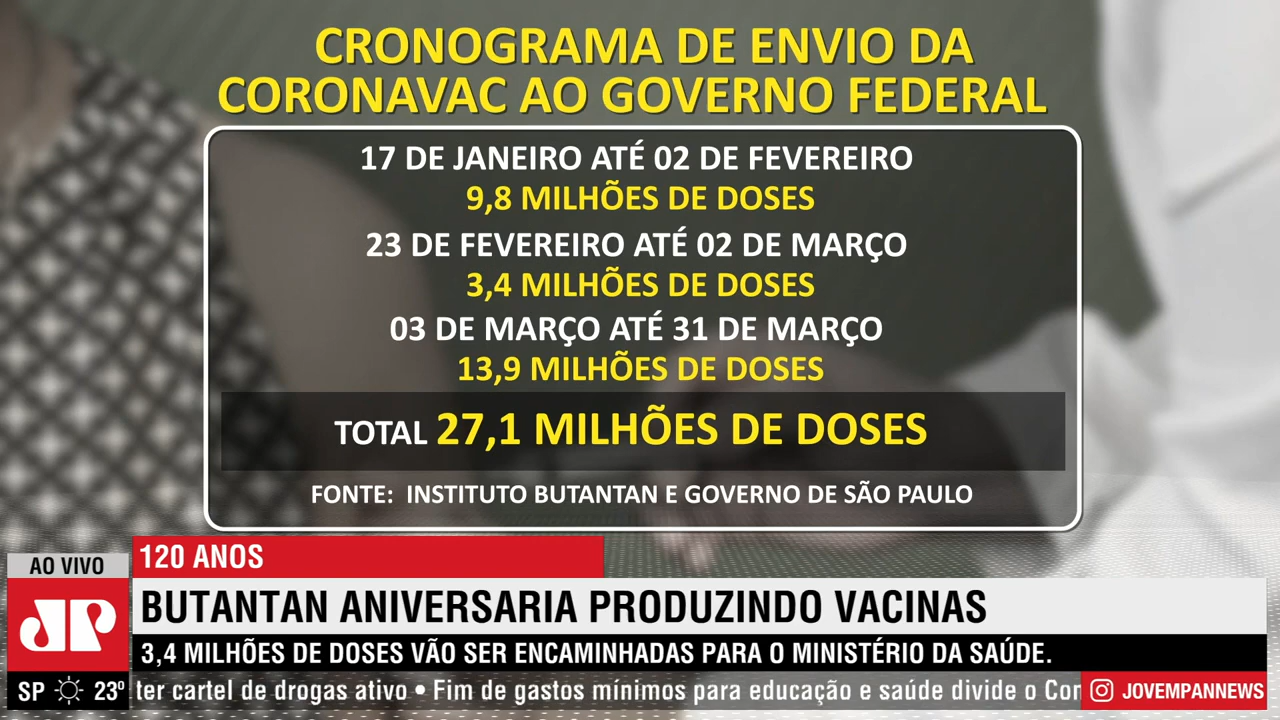 CRONOGRAMA DE ENVIO DA
CORONAVAC AO GOVERNO FEDERAL
17 DE JANEIRO ATÉ 02 DE FEVEREIRO
9,8 MILHÕES DE DOSES
23 DE FEVEREIRO ATÉ 02 DE MARÇO
3,4 MILHÕES DE DOSES
03 DE MARÇO ATÉ 31 DE MARÇO
13,9 MILHÕES DE DOSES
TOTAL 27,1 MILHÕES DE DOSES
FONTE: INSTITUTO BUTANTAN E GOVERNO DE SÃO PAULO
120 ANOS
AO VIVO
JP
BUTANTAN ANIVERSARIA PRODUZINDO VACINAS
3,4 MILHÕES DE DOSES VÃO SER ENCAMINHADAS PARA O MINISTÉRIO DA SAÚDE.
SP 23º ter cartel de drogas ativo • Fim de gastos mínimos para educação e saúde divide o Con JOVEMPANNEWS